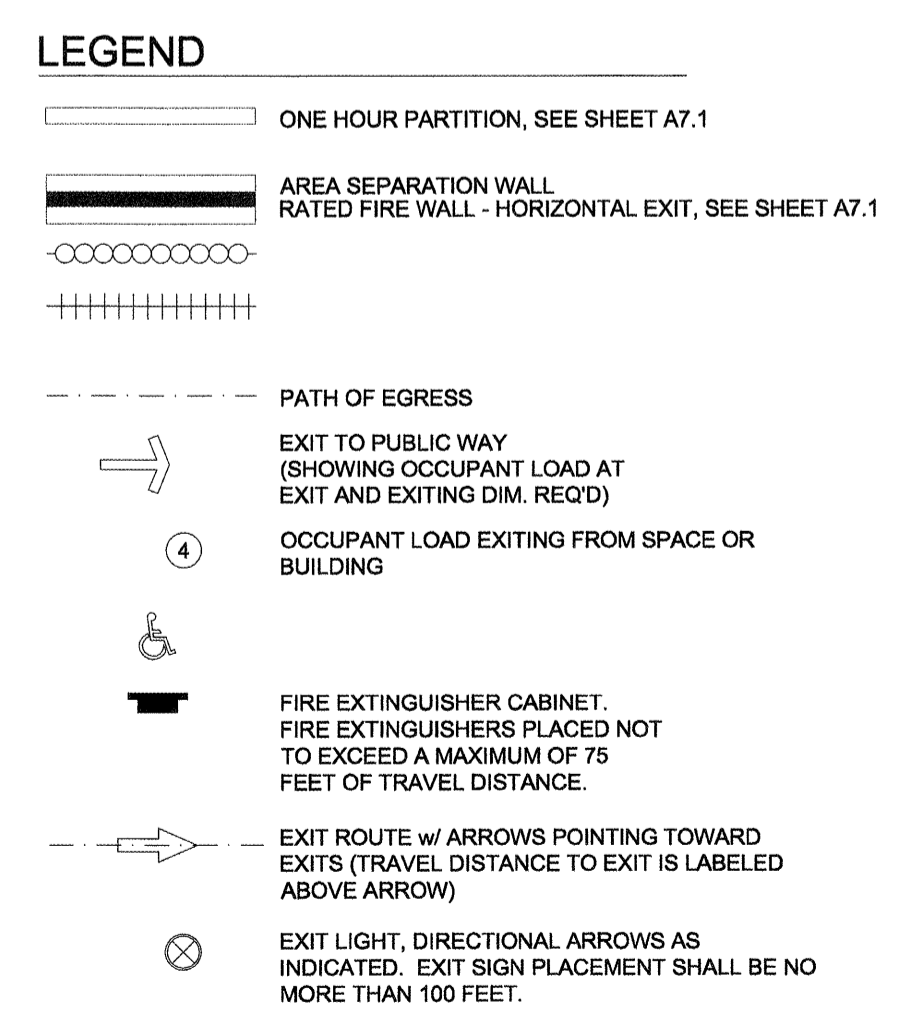 LEGEND
ONE HOUR PARTITION, SEE SHEET A7.1
AREA SEPARATION WALL
RATED FIRE WALL - HORIZONTAL EXIT, SEE SHEET A7.1
PATH OF EGRESS
EXIT TO PUBLIC WAY
(SHOWING OCCUPANT LOAD AT
EXIT AND EXITING DIM. REQ'D)
4
OCCUPANT LOAD EXITING FROM SPACE OR
BUILDING
FIRE EXTINGUISHER CABINET.
FIRE EXTINGUISHERS PLACED NOT
TO EXCEED A MAXIMUM OF 75
FEET OF TRAVEL DISTANCE.
EXIT ROUTE w/ ARROWS POINTING TOWARD
EXITS (TRAVEL DISTANCE TO EXIT IS LABELED
ABOVE ARROW)
EXIT LIGHT, DIRECTIONAL ARROWS AS
INDICATED. EXIT SIGN PLACEMENT SHALL BE NO
MORE THAN 100 FEET.